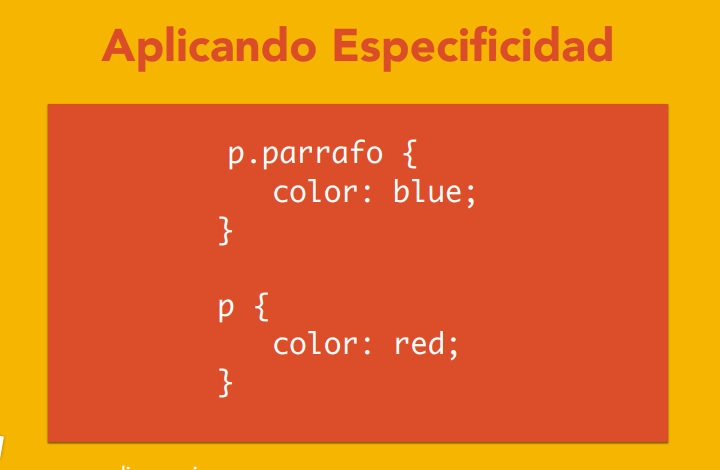 Aplicando Especificidad
p.parrafo {
color: blue;
}
p {
color: red;
}